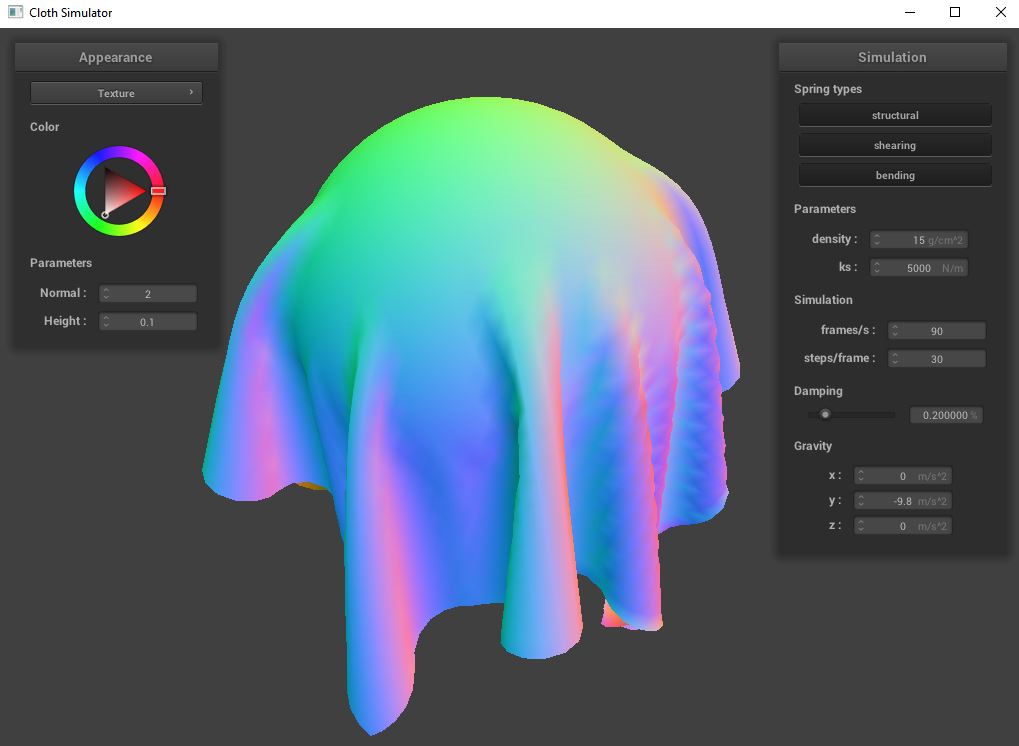 Cloth Simulator
Appearance
Texture
Color
Parameters
Normal : 2
Height : 0.1
Simulation
Spring types
structural
shearing
bending
Parameters
density : 15 g/cm^2
ks : 5000 N/m
Simulation
frames/s : 90
steps/frame : 30
Damping
0.200000 %
Gravity
x : 0 m/s^2
y : -9.8 m/s^2
z : 0 m/s^2